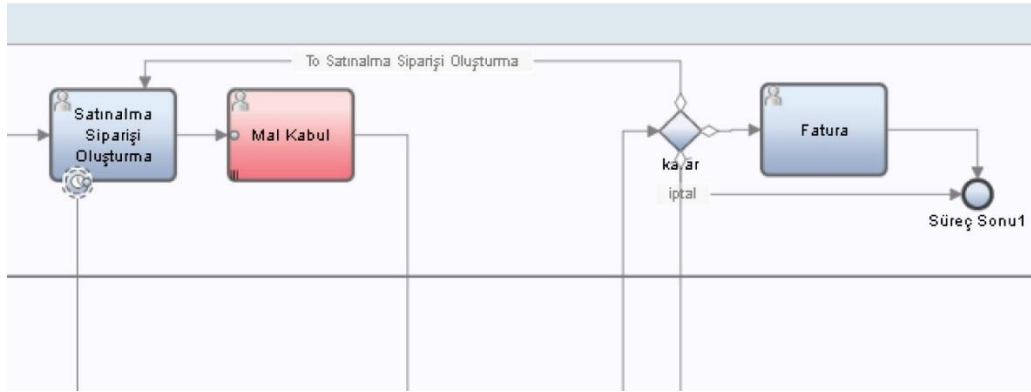 To Satınalma Siparişi Oluşturma
Satınalma
Siparişi
Oluşturma
Mal Kabul
karar
Fatura
iptal
Süreç Sonu1